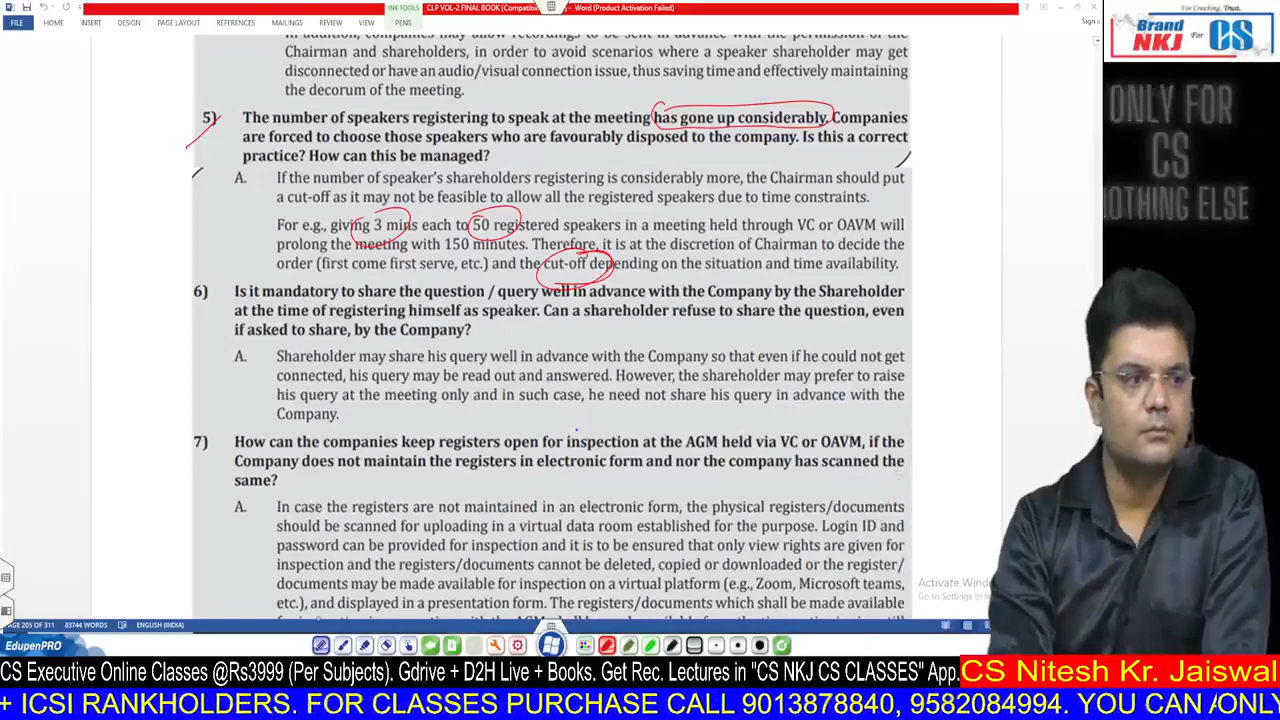 INK TOOLS
CLP VOL-2 FINAL BOOK [Compatibi
- Word (Product Activation Failed)
FILE HOME INSERT DESIGN PAGE LAYOUT REFERENCES MAILINGS REVIEW VIEW PENS
Sign i
For Cracking, Trust..
Brand NKJ For CS
Chairman and shareholders, in order to avoid scenarios where a speaker shareholder may get
disconnected or have an audio/visual connection issue, thus saving time and effectively maintaining
the decorum of the meeting.
5) The number of speakers registering to speak at the meeting has gone up considerably. Companies
are forced to choose those speakers who are favourably disposed to the company. Is this a correct
practice? How can this be managed?
A. If the number of speaker's shareholders registering is considerably more, the Chairman should put
a cut-off as it may not be feasible to allow all the registered speakers due to time constraints.
For e.g., giving 3 mins each to 50 registered speakers in a meeting held through VC or OAVM will
prolong the meeting with 150 minutes. Therefore, it is at the discretion of Chairman to decide the
order (first come first serve, etc.) and the cut-off depending on the situation and time availability.
6) Is it mandatory to share the question / query well in advance with the Company by the Shareholder
at the time of registering himself as speaker. Can a shareholder refuse to share the question, even
if asked to share, by the Company?
A. Shareholder may share his query well in advance with the Company so that even if he could not get
connected, his query may be read out and answered. However, the shareholder may prefer to raise
his query at the meeting only and in such case, he need not share his query in advance with the
Company.
7) How can the companies keep registers open for inspection at the AGM held via VC or OAVM, if the
Company does not maintain the registers in electronic form and nor the company has scanned the
same?
A. In case the registers are not maintained in an electronic form, the physical registers/documents
should be scanned for uploading in a virtual data room established for the purpose. Login ID and
password can be provided for inspection and it is to be ensured that only view rights are given for
inspection and the registers/documents cannot be deleted, copied or downloaded or the register/
documents may be made available for inspection on a virtual platform (e.g., Zoom, Microsoft teams,
etc.), and displayed in a presentation form. The registers/documents which shall be made available
ONLY FOR
CS
NOTHING ELSE
Activate Wind
Go to Settings to
PAGE 205 OF 311 83744 WORDS ENGLISH (INDIA)
EdupenPRO
CS Executive Online Classes @Rs3999 (Per Subjects). Gdrive + D2H Live + Books. Get Rec. Lectures in "CS NKJ CS CLASSES" App.
CS Nitesh Kr. Jaiswal
+ ICSI RANKHOLDERS. FOR CLASSES PURCHASE CALL 9013878840, 9582084994. YOU CAN ONLY